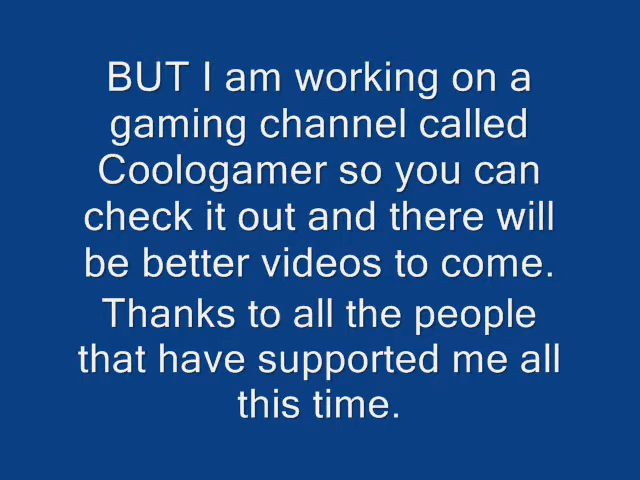 BUT I am working on a
gaming channel called
Coologamer so you can
check it out and there will
be better videos to come.
Thanks to all the people
that have supported me all
this time.